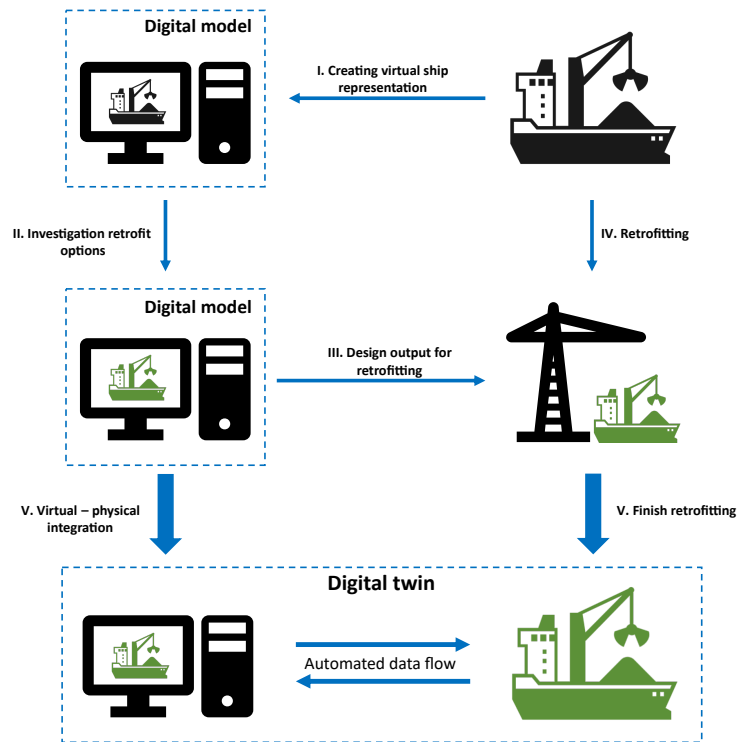 Digital model
I. Creating virtual ship
representation
II. Investigation retrofit
options
IV. Retrofitting
Digital model
III. Design output for
retrofitting
V. Virtual – physical
integration
V. Finish retrofitting
Digital twin
Automated data flow